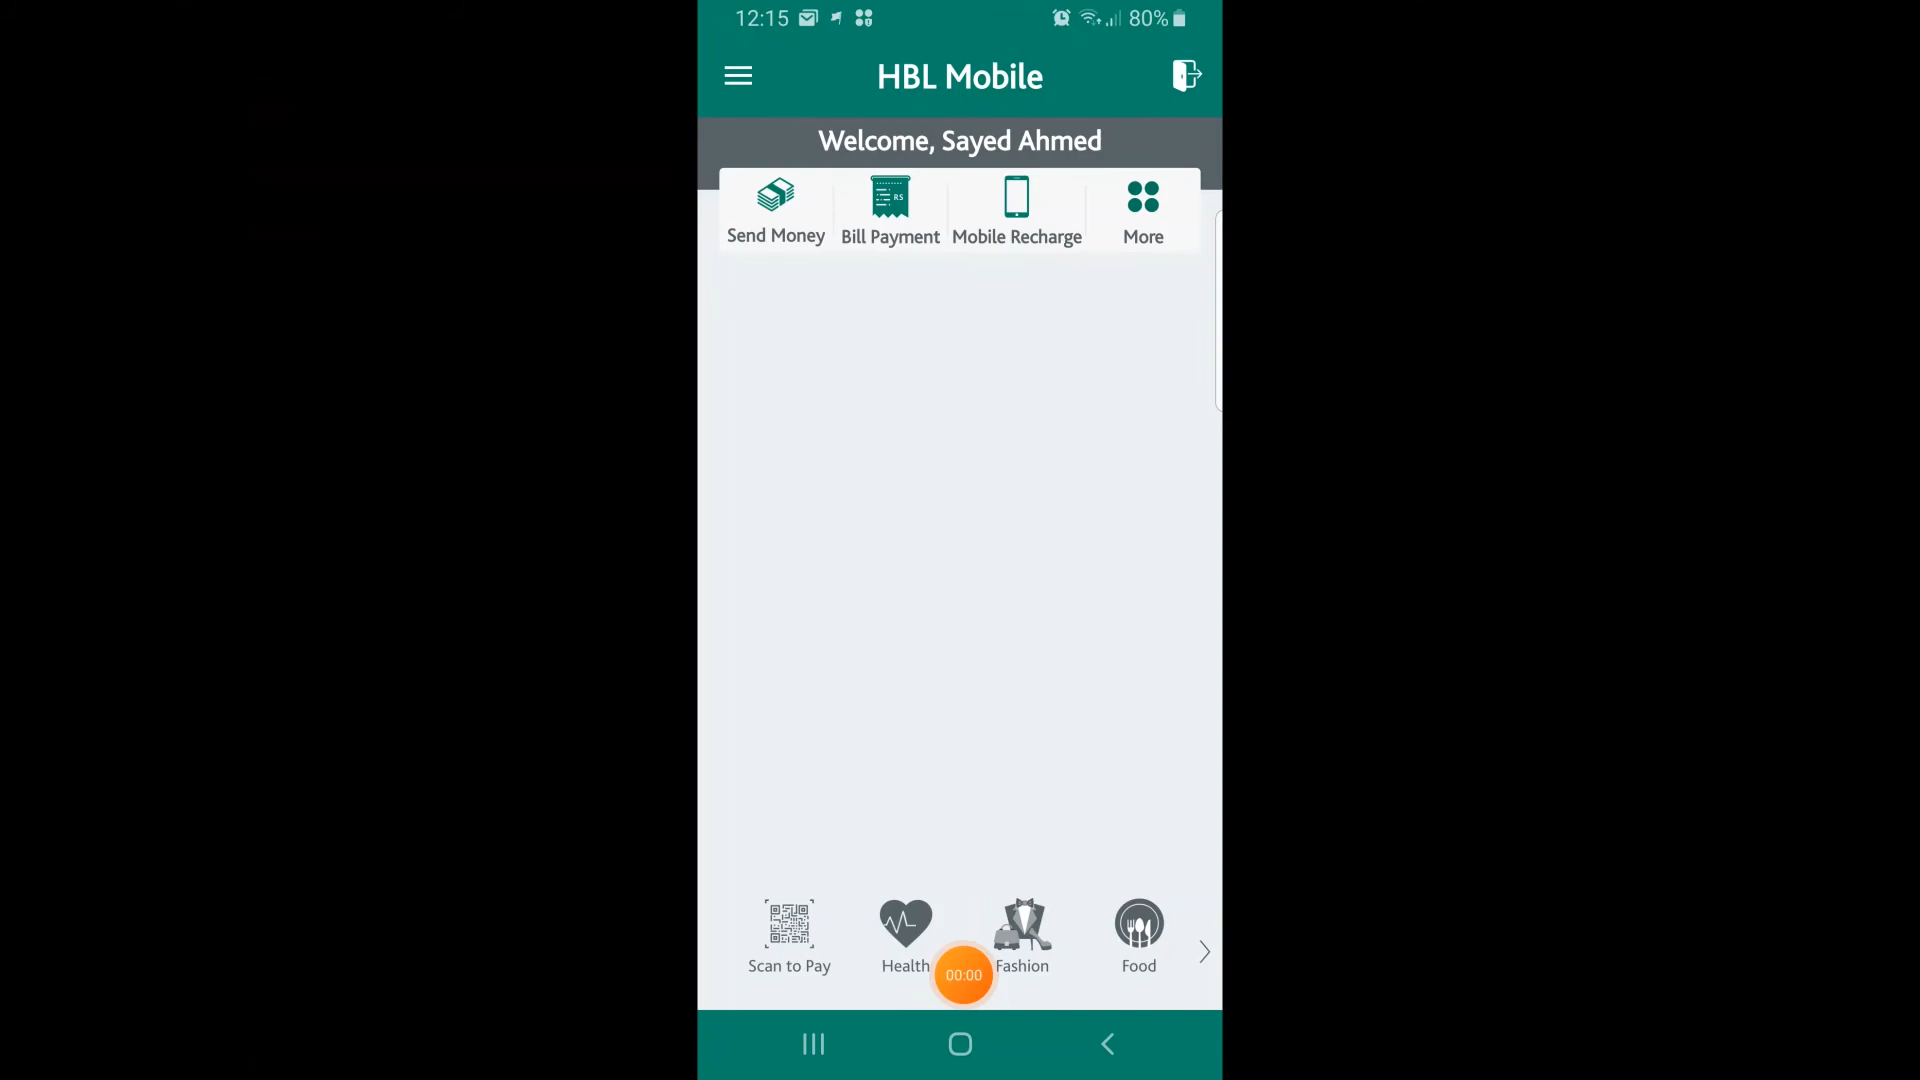 12:15
80%
HBL Mobile
Welcome, Sayed Ahmed
RS
Send Money
Bill Payment
Mobile Recharge
More
Scan to Pay
Health
Fashion
Food
00:00